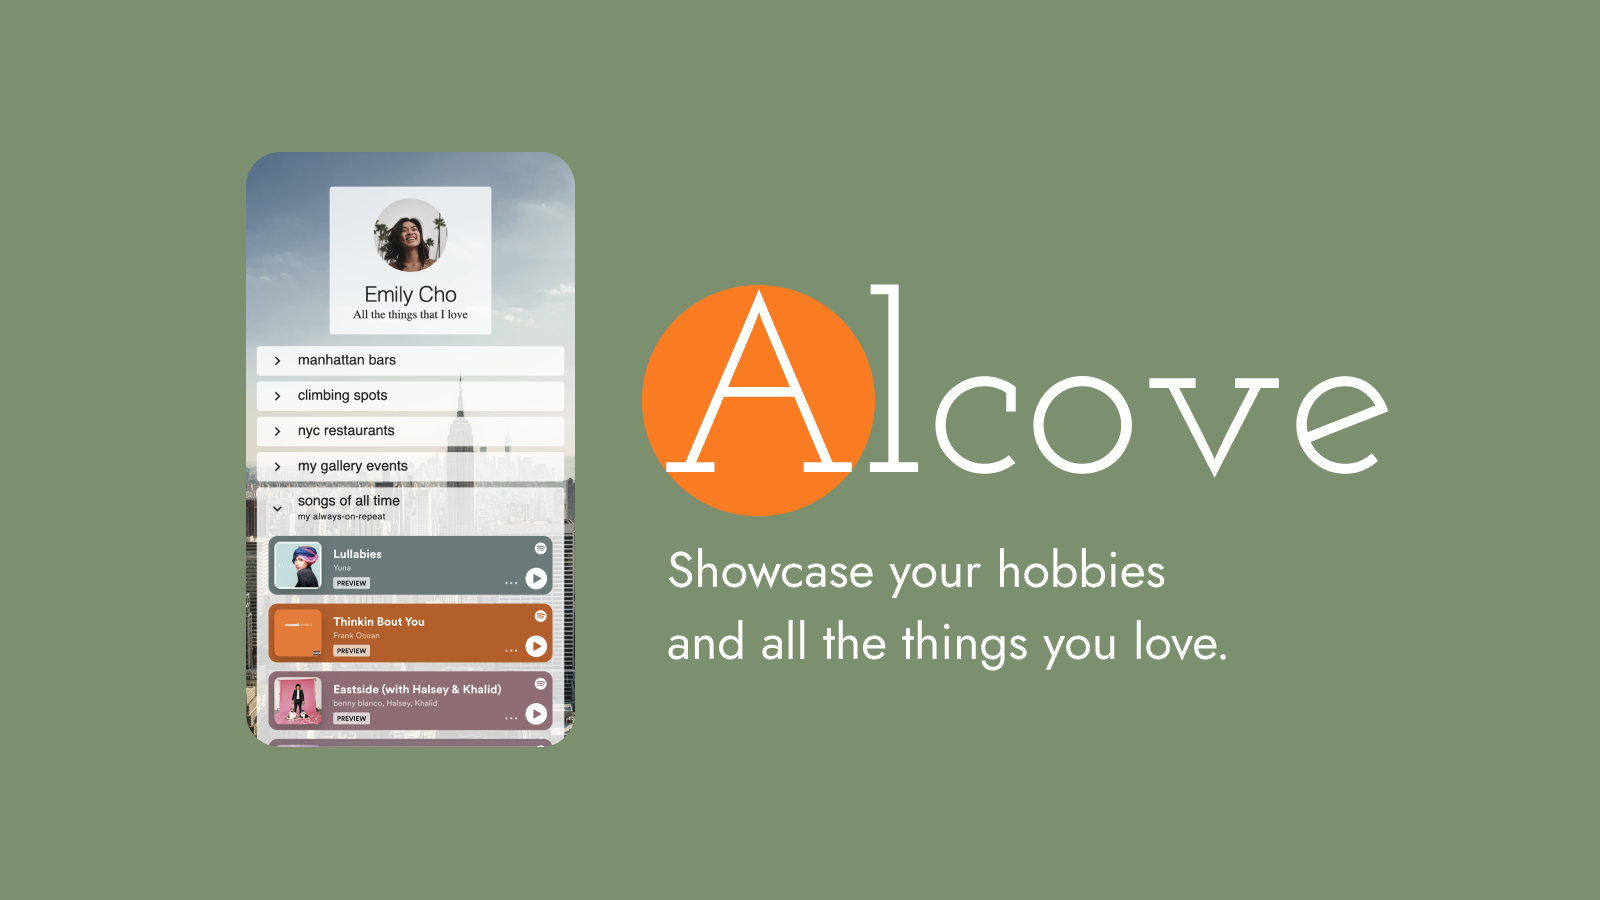 Emily Cho
All the things that I love
manhattan bars
climbing spots
nyc restaurants
my gallery events
songs of all time
my always-on-repeat
Lullabies
Yuna
PREVIEW
Thinkin Bout You
Frank Ocean
PREVIEW
Eastside (with Halsey & Khalid)
benny blanco, Halsey, Khalid
PREVIEW
Alcove
Showcase your hobbies
and all the things you love.